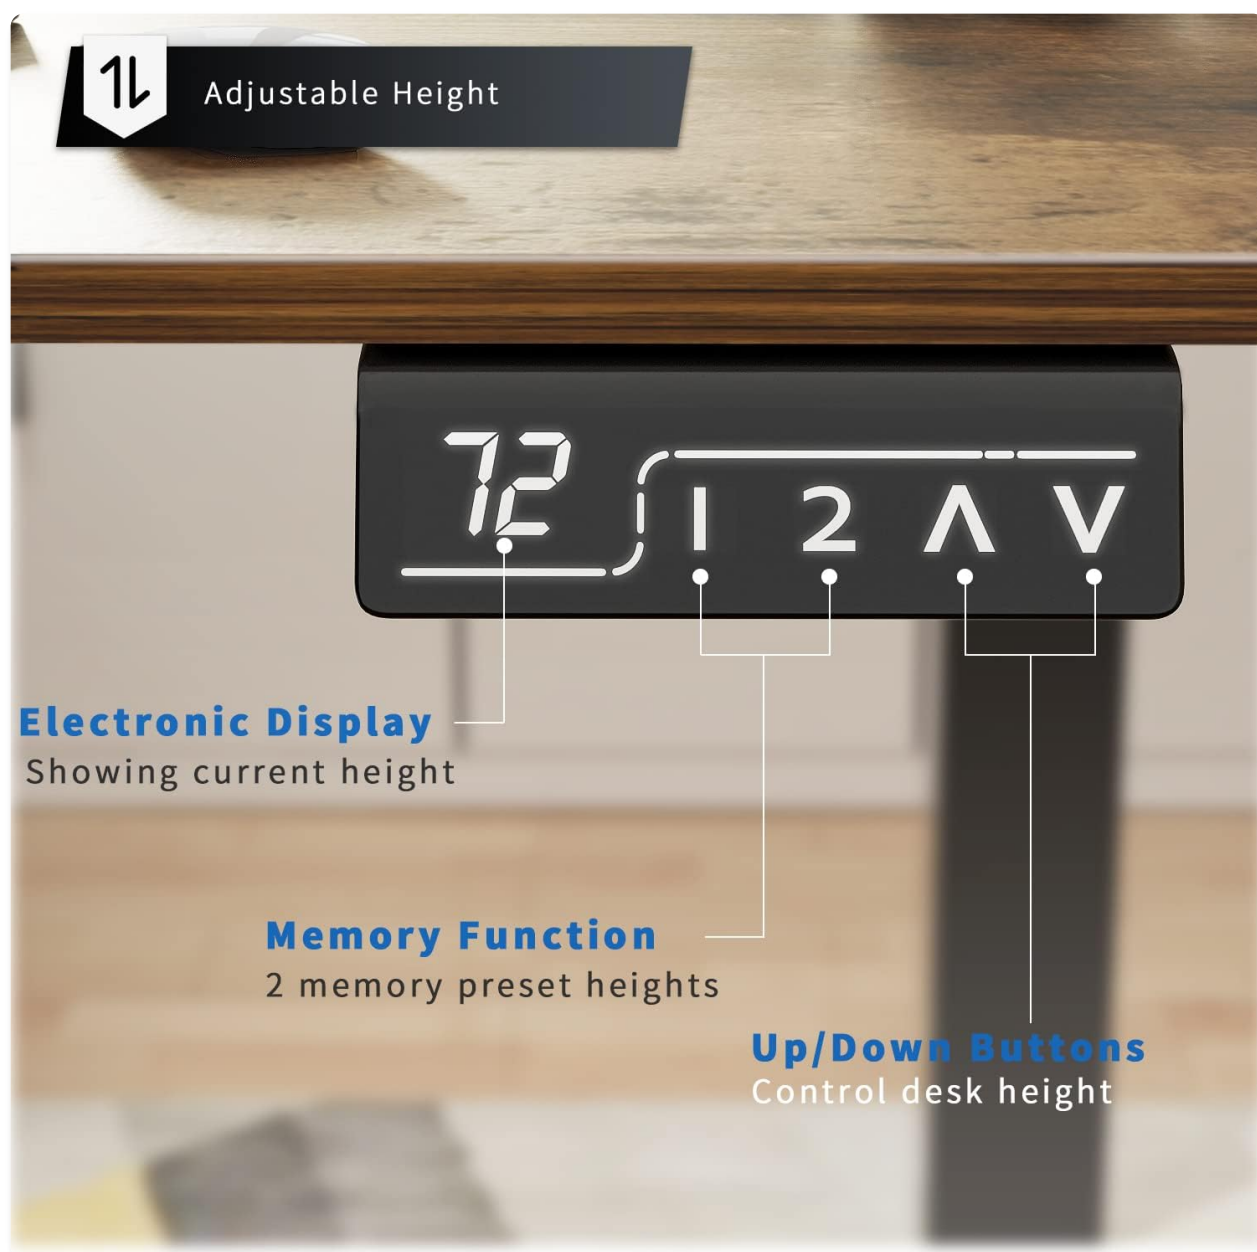 Adjustable Height
72
1 2 Λ V
Electronic Display
Showing current height
Memory Function
2 memory preset heights
Up/Down Buttons
Control desk height